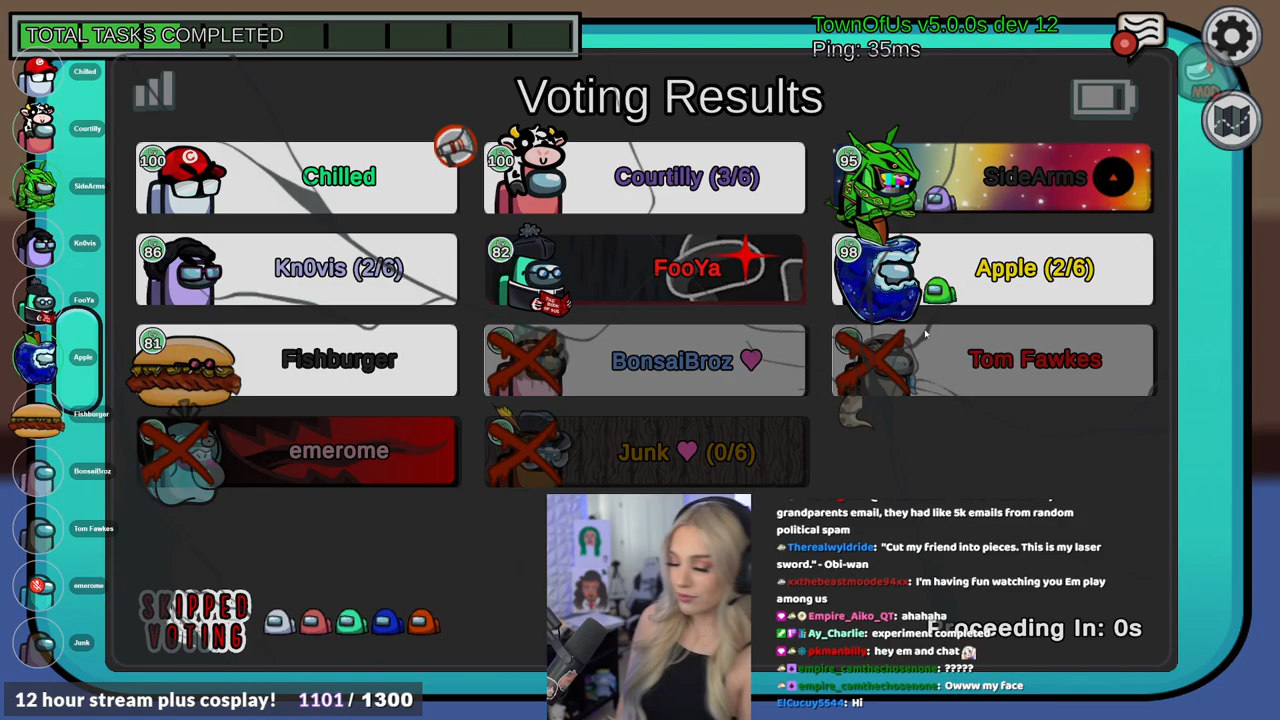 TOTAL TASKS COMPLETED
TownOfUs v5.0.0s dev 12
Ping: 35ms
MOD
Voting Results
Chilled
Courtilly
SideArms
Kn0vis
FooYa
Apple
Fishburger
BonsaiBroz
Tom Fawkes
emerome
Junk
100
Chilled
100
Courtilly (3/6)
95
SideArms
86
Kn0vis (2/6)
82
FooYa
98
Apple (2/6)
81
Fishburger
BonsaiBroz
Tom Fawkes
emerome
Junk (0/6)
SKIPPED
VOTING
Proceeding In: 0s
grandparents email, they had like 5k emails from random
political spam
Therealwyldride: "Cut my friend into pieces. This is my laser
sword." - Obi-wan
xxthebeastmoode94xx: I'm having fun watching you Em play
among us
Empire_Aiko_QT: ahahaha
Ay_Charlie: experiment completed
pkmanbilly: hey em and chat
empire_camthechosenone: ?????
empire_camthechosenone: Owww my face
ElCucuy5544: Hi
12 hour stream plus cosplay! 1101 / 1300